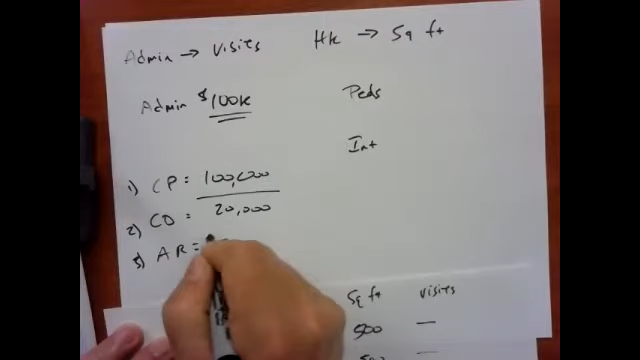 Admin → Visits
HK → Sq ft
Admin $100K
Peds
Int
1) CP = 100,000
2) CD = 20,000
3) AR =
Sq ft visits
500 —